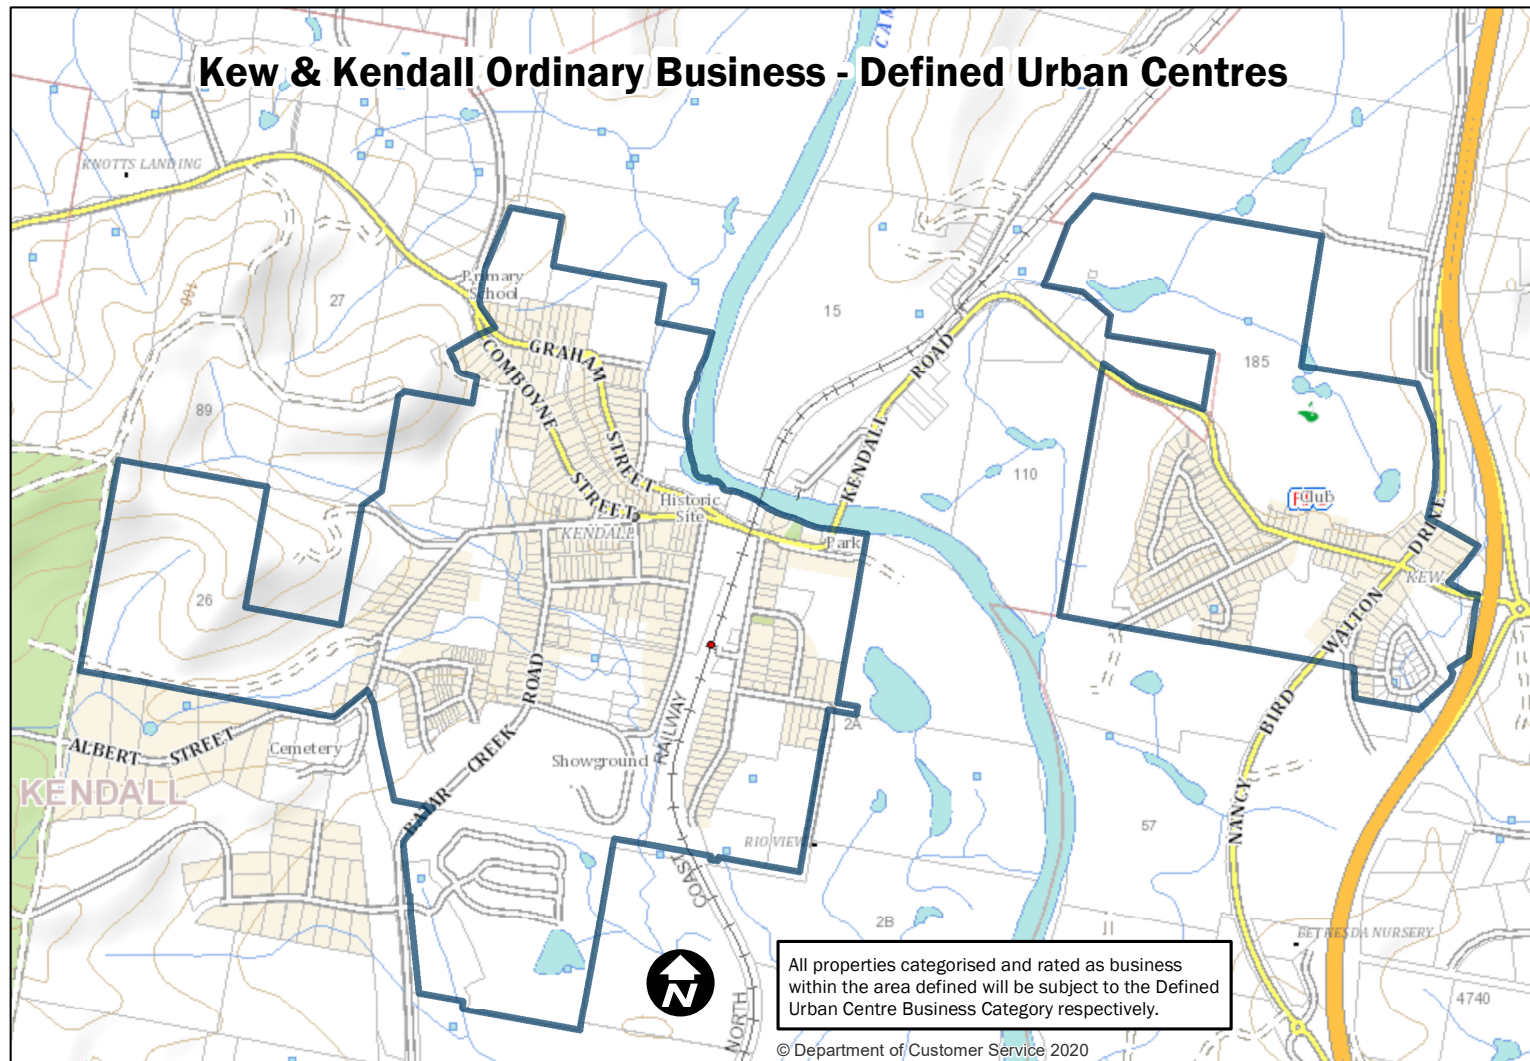 Kew & Kendall Ordinary Business - Defined Urban Centres
CAM
KNOTTS LANDING
100
27
Primary
School
15
GRAHAM
STREET
COMBOYNE
STREET
KENDALL
ROAD
185
89
110
Historic
Site
Club
KENDALL
Park
DRIVE
KEW
26
WALTON
ROAD
BIRD
RAILWAY
2A
ALBERT STREET
Cemetery
CREEK
Showground
KENDALL
NANCY
57
RIO VIEW
COAST
2B
BETHESDA NURSERY
N
NORTH
4740
All properties categorised and rated as business
within the area defined will be subject to the Defined
Urban Centre Business Category respectively.
© Department of Customer Service 2020